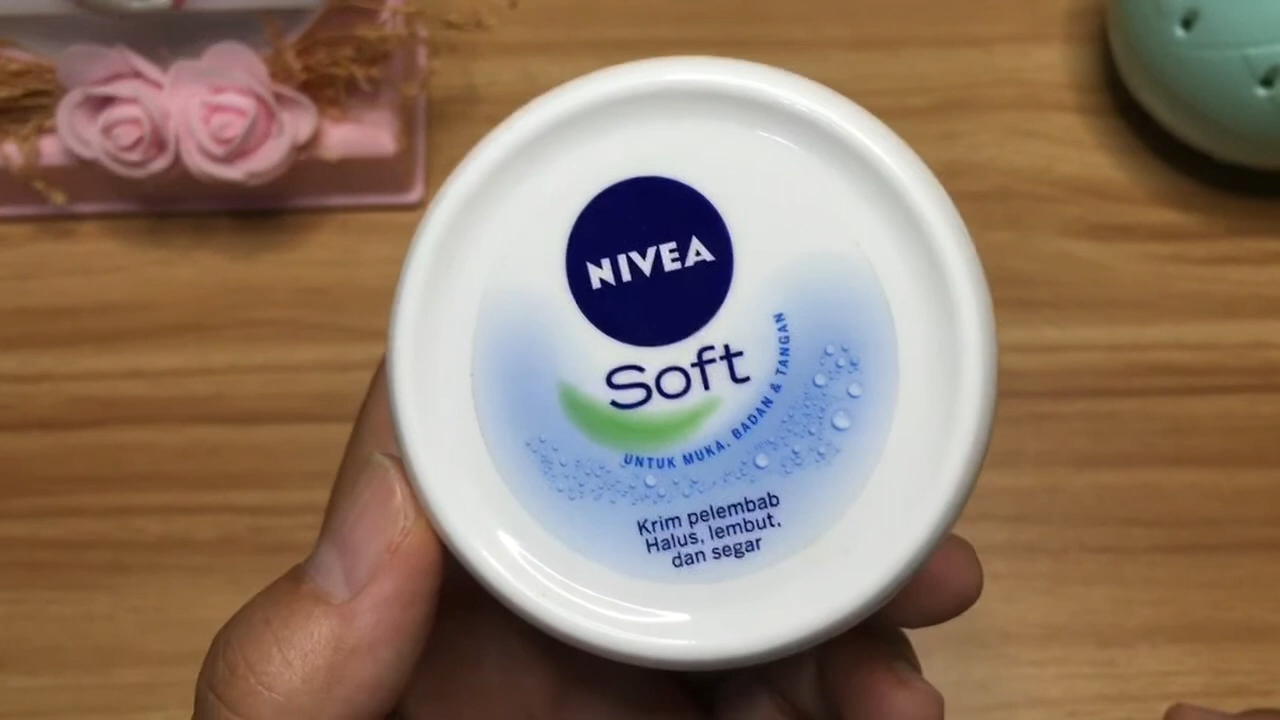 NIVEA
Soft
UNTUK MUKA, BADAN & TANGAN
Krim pelembab
Halus, lembut,
dan segar